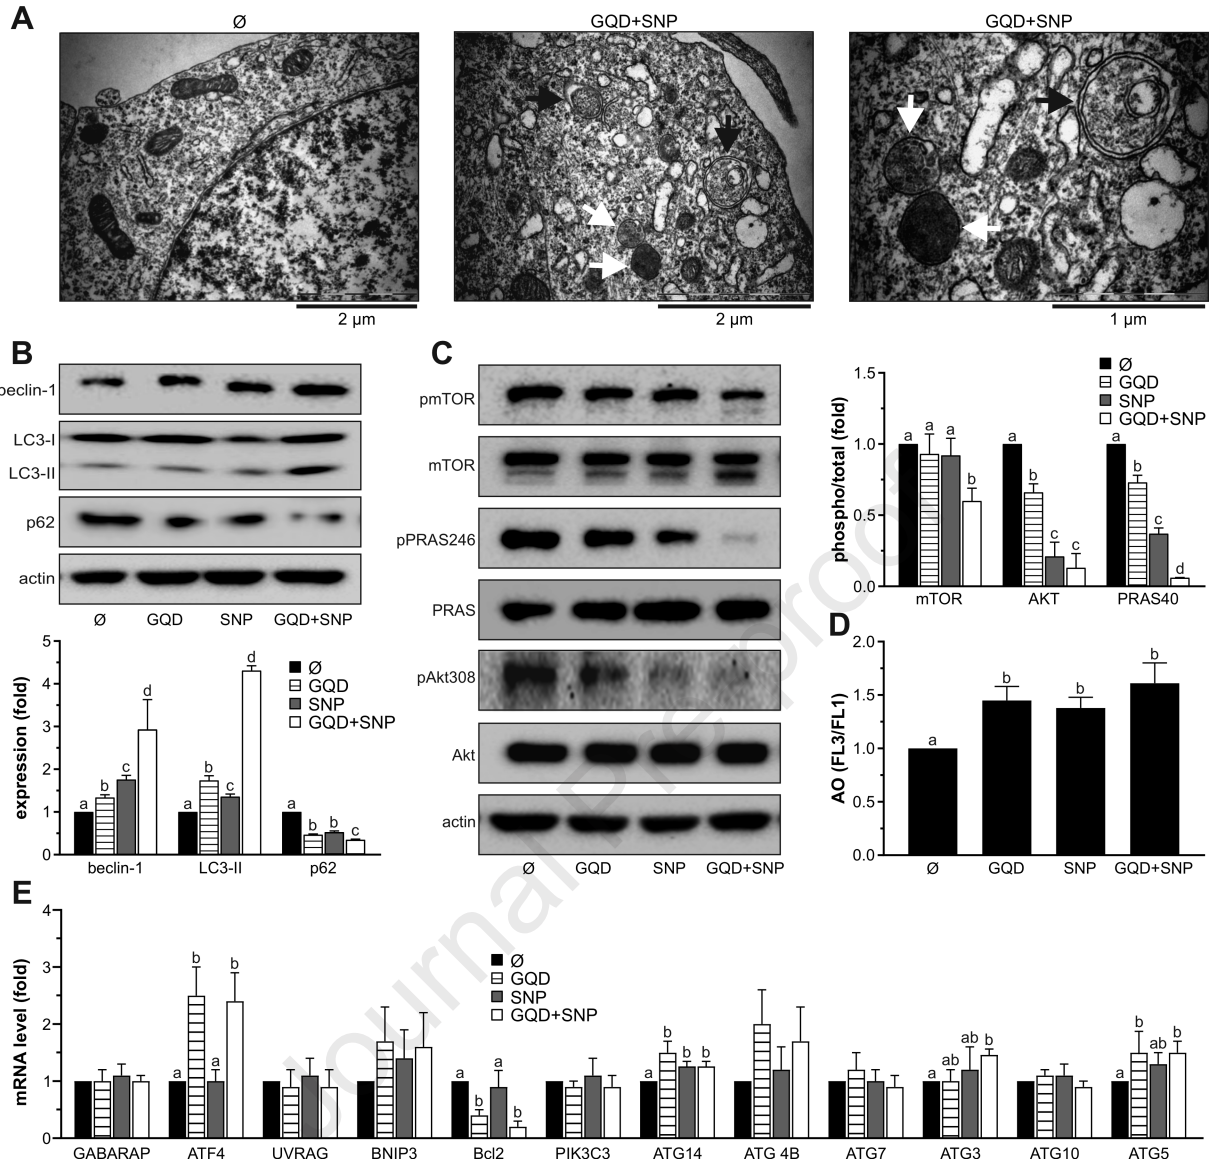 A
Ø
GQD+SNP
GQD+SNP
2 µm
2 µm
1 µm
B
beclin-1
LC3-I
LC3-II
p62
actin
Ø GQD SNP GQD+SNP
expression (fold)
5
4
3
2
1
0
Ø
GQD
SNP
GQD+SNP
a b c d
a b c d
a b b c
beclin-1 LC3-II p62
C
pmTOR
mTOR
pPRAS246
PRAS
pAkt308
Akt
actin
Ø GQD SNP GQD+SNP
phospho/total (fold)
1.5
1.0
0.5
0.0
Ø
GQD
SNP
GQD+SNP
a a a b
a b c c
a b c d
mTOR AKT PRAS40
D
AO (FL3/FL1)
2.0
1.5
1.0
0.5
0.0
a b b b
Ø GQD SNP GQD+SNP
E
mRNA level (fold)
4
3
2
1
0
Ø
GQD
SNP
GQD+SNP
a b a b
a b a b
a b b b
a ab ab b
a b ab b
GABARAP ATF4 UVRAG BNIP3 Bcl2 PIK3C3 ATG14 ATG 4B ATG7 ATG3 ATG10 ATG5
Journal Pre-proof